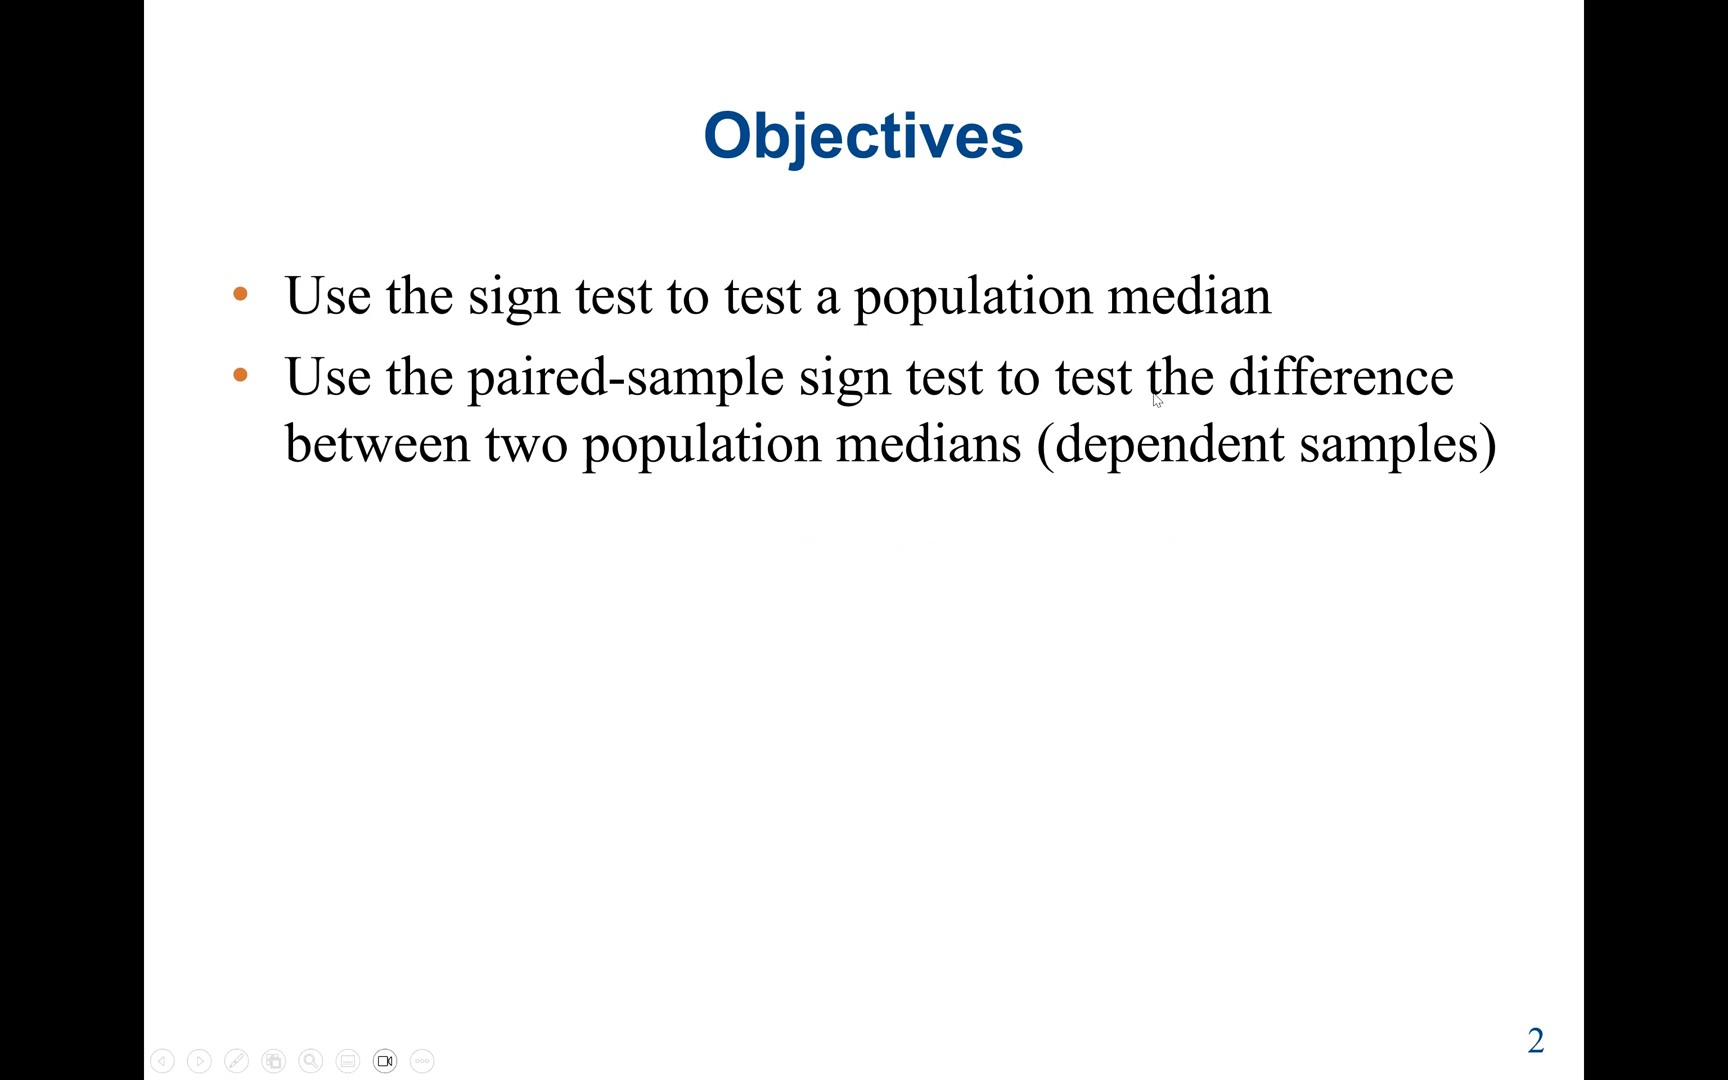 Objectives
• Use the sign test to test a population median
• Use the paired-sample sign test to test the difference
between two population medians (dependent samples)
2